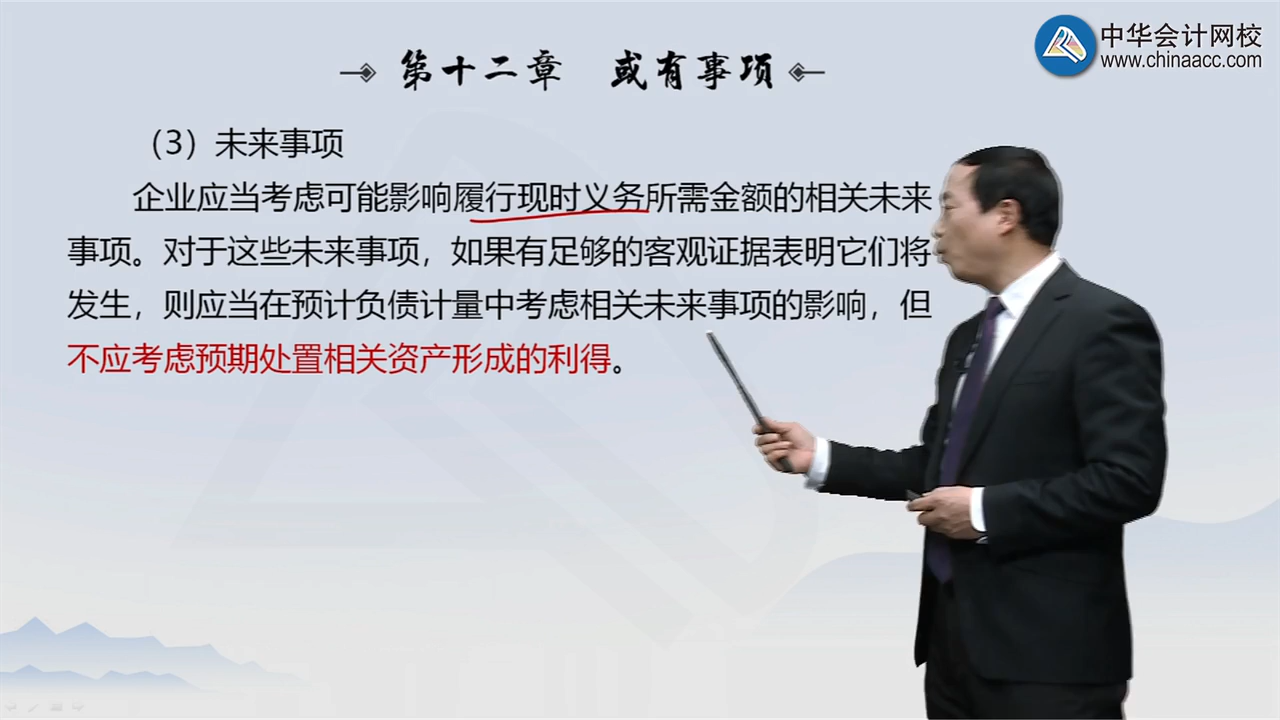 第十二章 或有事项
中华会计网校
www.chinaacc.com
（3）未来事项
企业应当考虑可能影响履行现时义务所需金额的相关未来
事项。对于这些未来事项，如果有足够的客观证据表明它们将
发生，则应当在预计负债计量中考虑相关未来事项的影响，但
不应考虑预期处置相关资产形成的利得。